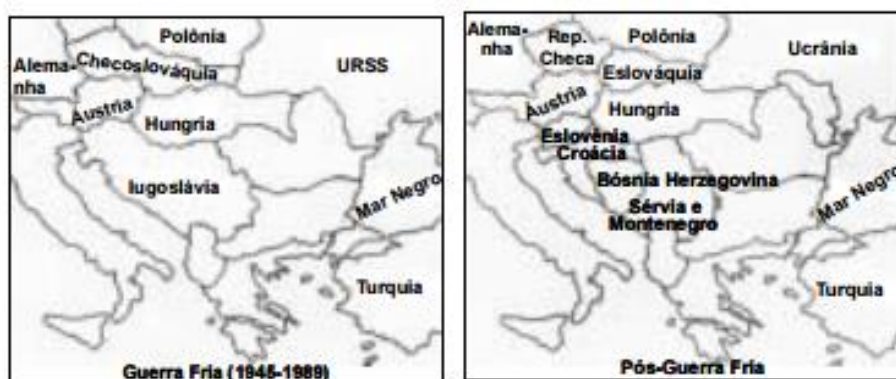 Polônia
Alema-
nha
Checoslováquia
URSS
Áustria
Hungria
Iugoslávia
Mar Negro
Turquia
Guerra Fria (1945-1989)
Alema-
nha
Rep.
Checa
Polônia
Ucrânia
Eslováquia
Áustria
Hungria
Eslovênia
Croácia
Bósnia Herzegovina
Sérvia e
Montenegro
Mar Negro
Turquia
Pós-Guerra Fria